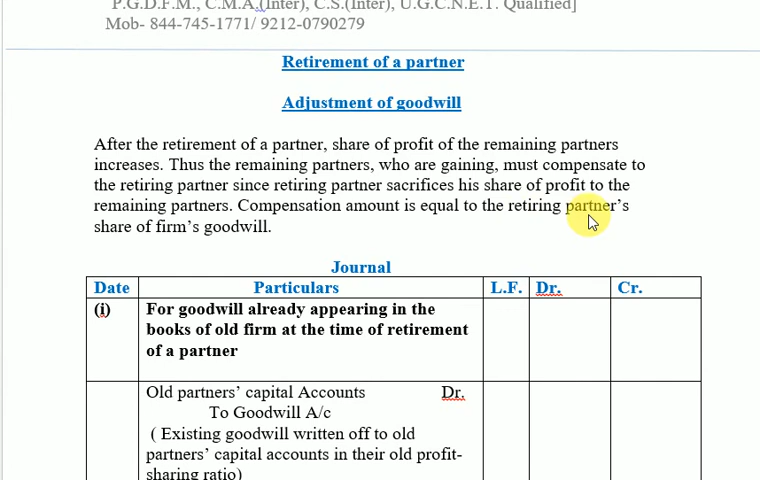 P.G.D.F.M., C.M.A.(Inter), C.S.(Inter), U.G.C.N.E.T. Qualified]
Mob- 844-745-1771/ 9212-0790279
Retirement of a partner
Adjustment of goodwill
After the retirement of a partner, share of profit of the remaining partners
increases. Thus the remaining partners, who are gaining, must compensate to
the retiring partner since retiring partner sacrifices his share of profit to the
remaining partners. Compensation amount is equal to the retiring partner’s
share of firm’s goodwill.
Journal
Date Particulars L.F. Dr. Cr.
(i) For goodwill already appearing in the
books of old firm at the time of retirement
of a partner
Old partners’ capital Accounts Dr.
To Goodwill A/c
( Existing goodwill written off to old
partners’ capital accounts in their old profit-
sharing ratio)